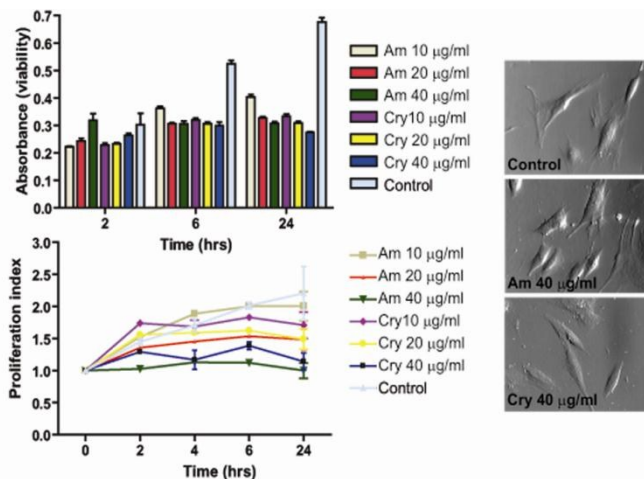 Absorbance (viability)
0.7
0.6
0.5
0.4
0.3
0.2
0.1
0.0
2
6
24
Time (hrs)
Am 10 µg/ml
Am 20 µg/ml
Am 40 µg/ml
Cry10 µg/ml
Cry 20 µg/ml
Cry 40 µg/ml
Control
Proliferation index
3.0
2.5
2.0
1.5
1.0
0.5
0.0
0
2
4
6
24
Time (hrs)
Am 10 µg/ml
Am 20 µg/ml
Am 40 µg/ml
Cry10 µg/ml
Cry 20 µg/ml
Cry 40 µg/ml
Control
Control
Am 40 µg/ml
Cry 40 µg/ml